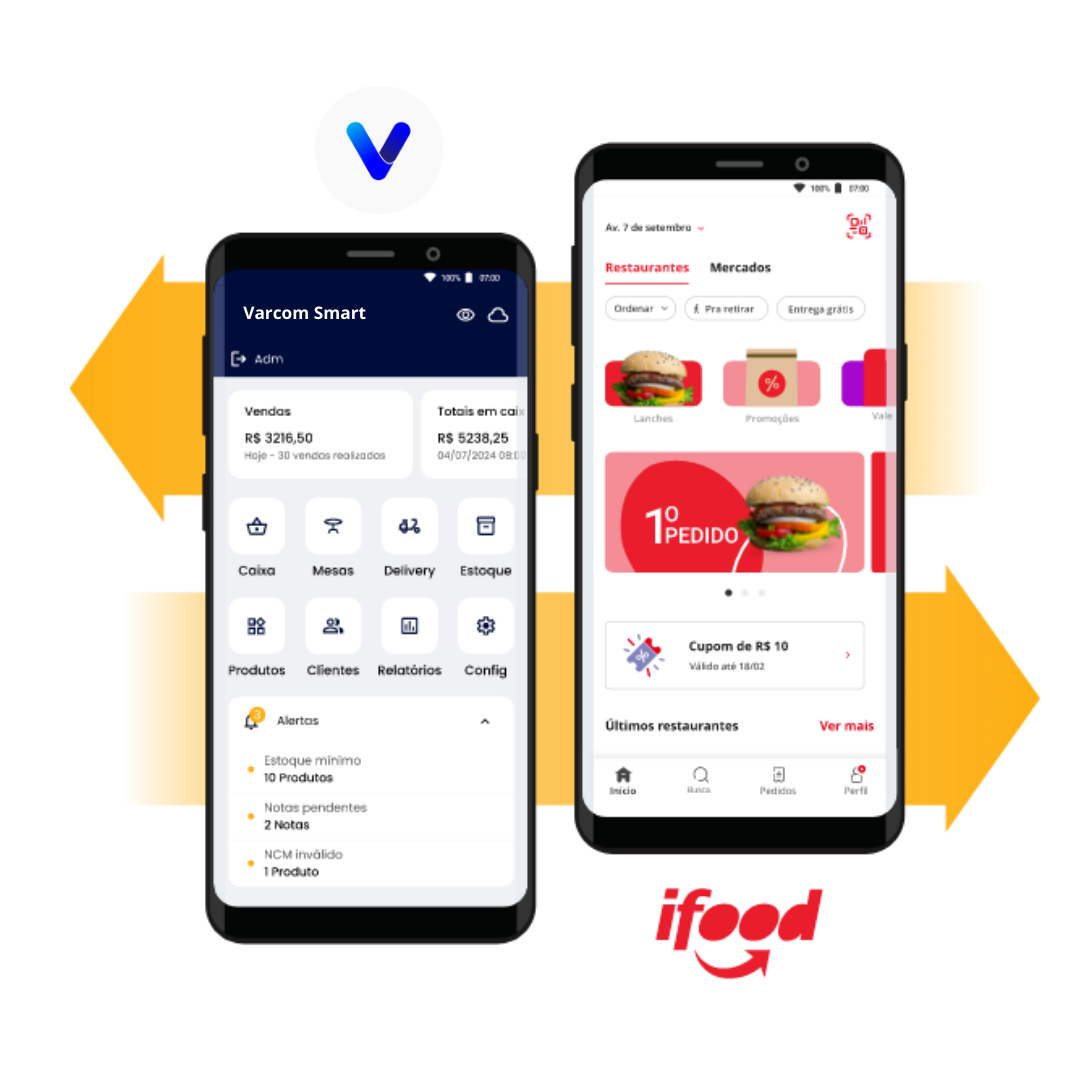 100% 07:00
Varcom Smart
Adm
Vendas
R$ 3216,50
Hoje - 30 vendas realizadas
Totais em caix
R$ 5238,25
04/07/2024 08:00
Caixa
Mesas
Delivery
Estoque
Produtos
Clientes
Relatórios
Config
3
Alertas
Estoque mínimo
10 Produtos
Notas pendentes
2 Notas
NCM inválido
1 Produto
100% 07:00
Av. 7 de setembro
Restaurantes
Mercados
Ordenar
Pra retirar
Entrega grátis
%
Lanches
Promoções
Vale
1º
PEDIDO
%
Cupom de R$ 10
Válido até 18/02
Últimos restaurantes
Ver mais
Início
Busca
Pedidos
Perfil
ifood